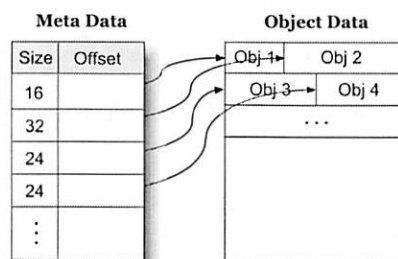 Meta Data Object Data
Size Offset Obj 1 Obj 2
16 Obj 3 Obj 4
32 ...
24
24
⋮